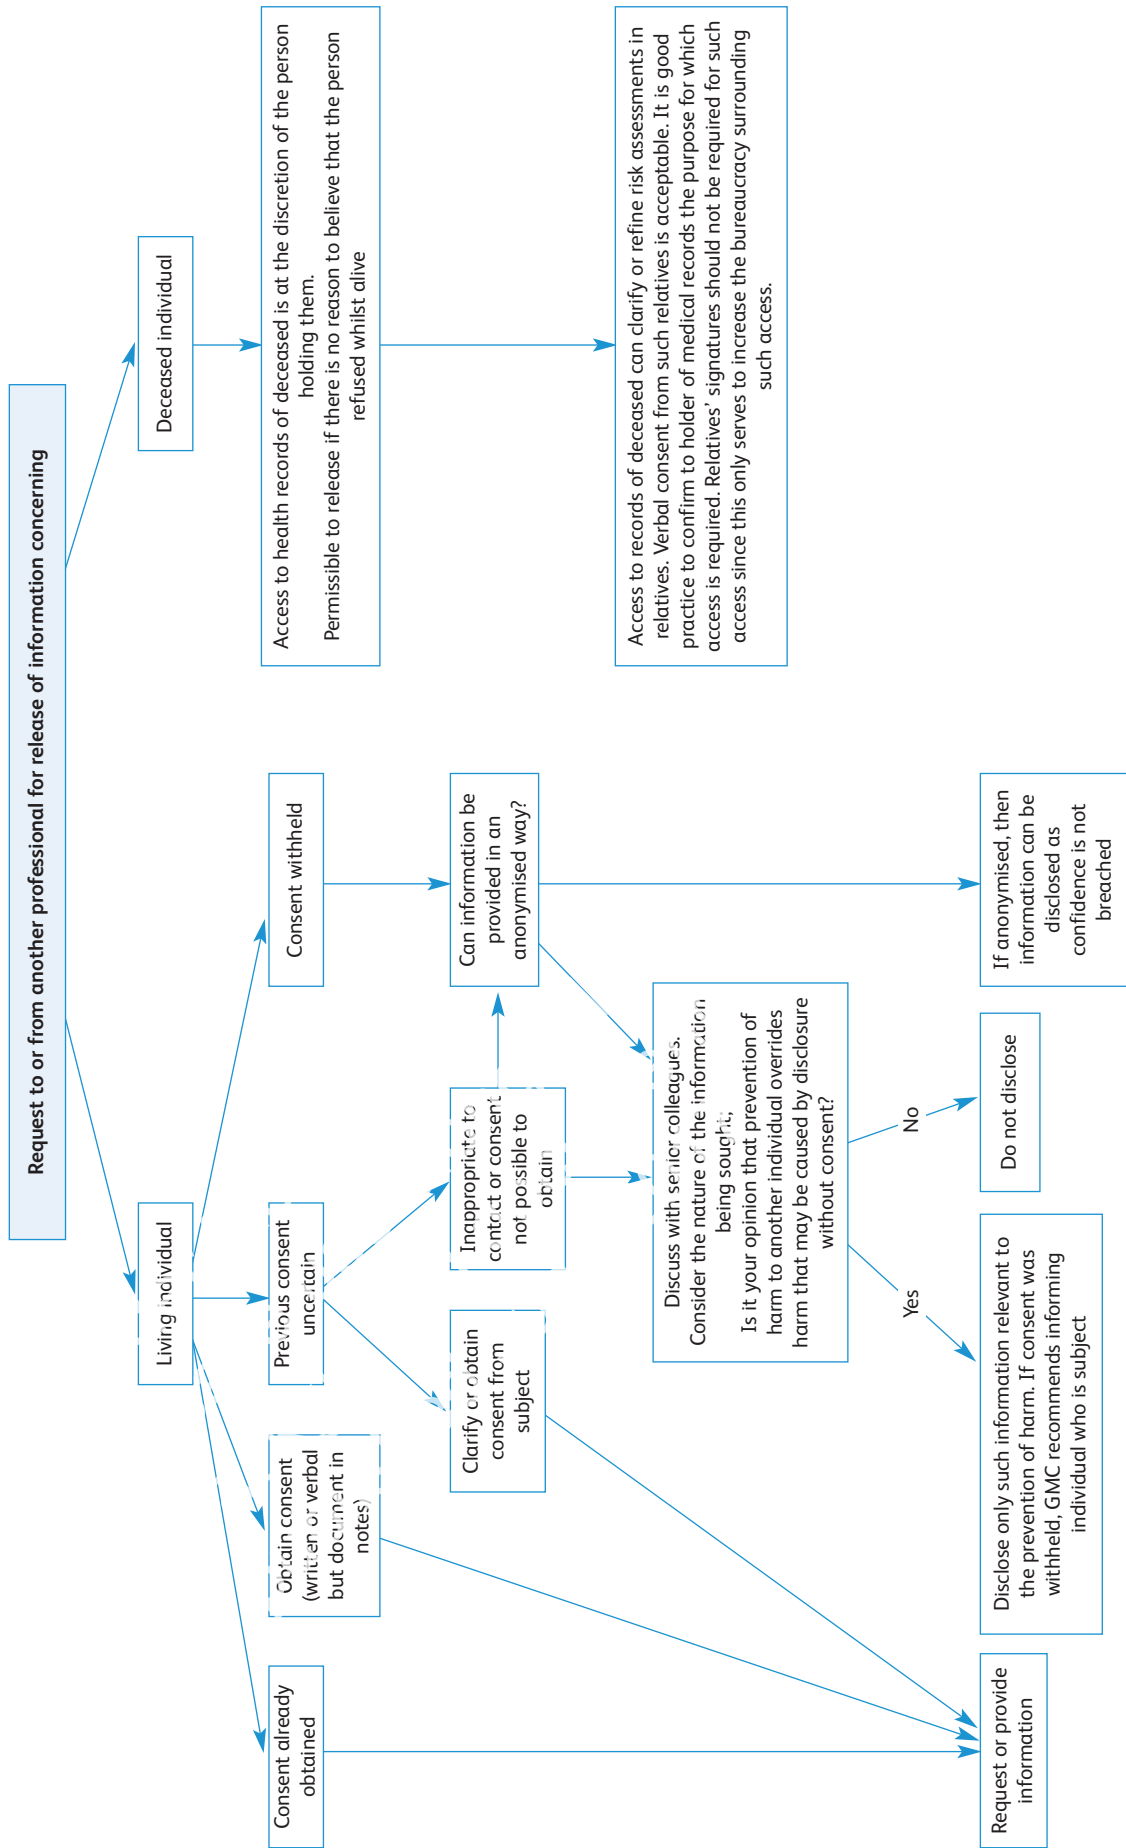 Request to or from another professional for release of information concerning
Living individual
Deceased individual
Consent already
obtained
Obtain consent
(written or verbal
but document in
notes)
Previous consent
uncertain
Consent withheld
Access to health records of deceased is at the discretion of the person
holding them.
Permissible to release if there is no reason to believe that the person
refused whilst alive
Clarify or obtain
consent from
subject
Inappropriate to
contact or consent
not possible to
obtain
Can information be
provided in an
anonymised way?
Discuss with senior colleagues.
Consider the nature of the information
being sought;
Is it your opinion that prevention of
harm to another individual overrides
harm that may be caused by disclosure
without consent?
Access to records of deceased can clarify or refine risk assessments in
relatives. Verbal consent from such relatives is acceptable. It is good
practice to confirm to holder of medical records the purpose for which
access is required. Relatives’ signatures should not be required for such
access since this only serves to increase the bureaucracy surrounding
such access.
Yes
No
Request or provide
information
Disclose only such information relevant to
the prevention of harm. If consent was
withheld, GMC recommends informing
individual who is subject
Do not disclose
If anonymised, then
information can be
disclosed as
confidence is not
breached